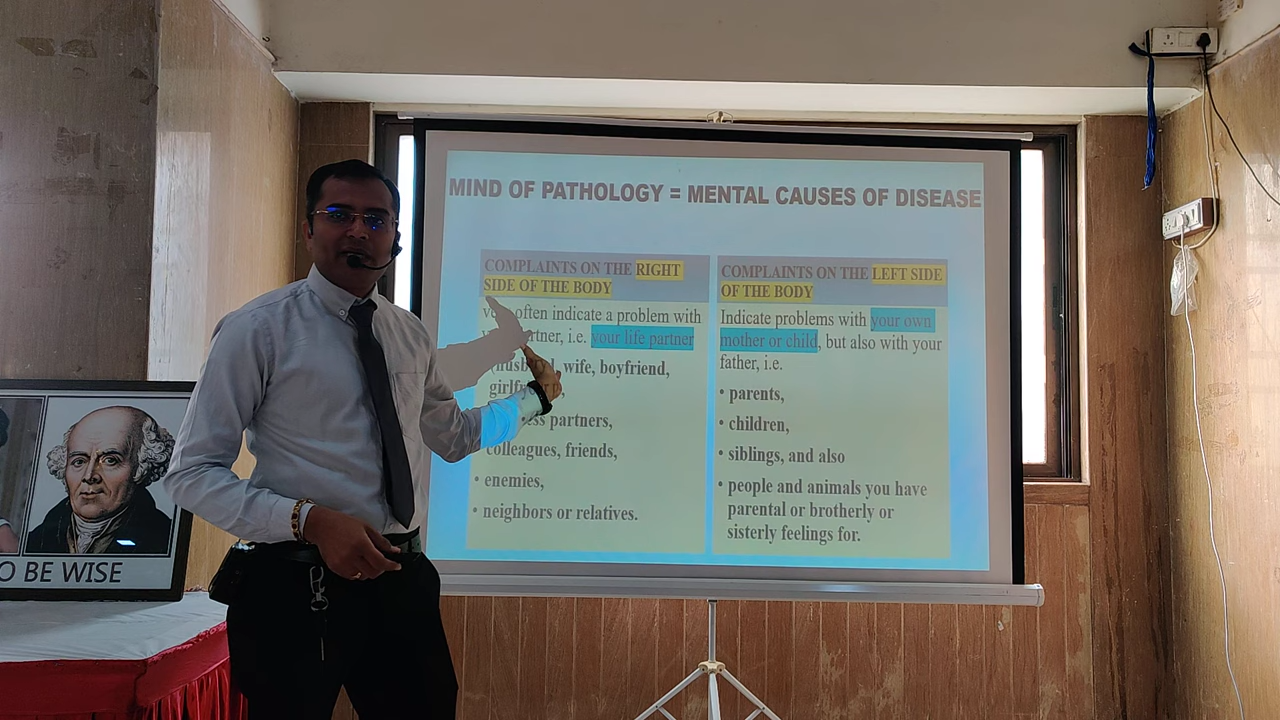 MIND OF PATHOLOGY = MENTAL CAUSES OF DISEASE
COMPLAINTS ON THE RIGHT
SIDE OF THE BODY
often indicate a problem with
i.e. your life partner
wife, boyfriend,
partners,
colleagues, friends,
• enemies,
• neighbors or relatives.
COMPLAINTS ON THE LEFT SIDE
OF THE BODY
Indicate problems with your own
mother or child, but also with your
father, i.e.
• parents,
• children,
• siblings, and also
• people and animals you have
parental or brotherly or
sisterly feelings for.
O BE WISE